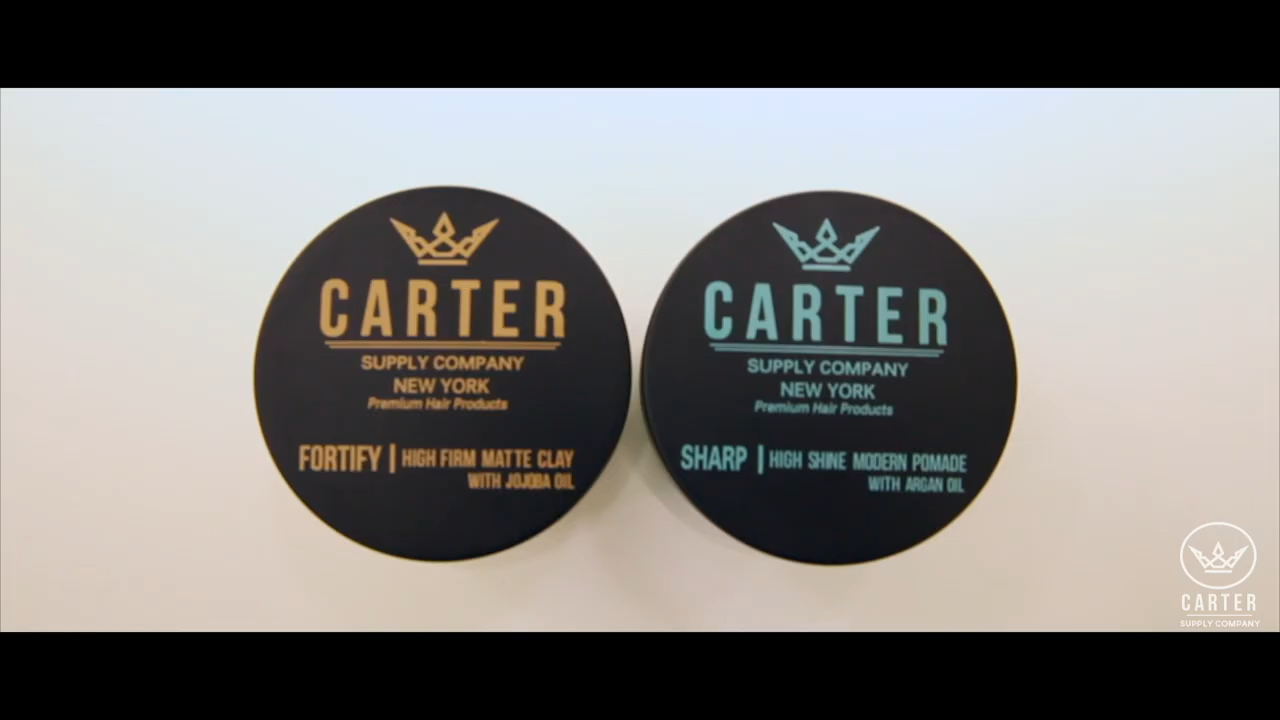 CARTER
SUPPLY COMPANY
NEW YORK
Premium Hair Products
FORTIFY | HIGH FIRM MATTE CLAY
WITH JOJOBA OIL
CARTER
SUPPLY COMPANY
NEW YORK
Premium Hair Products
SHARP | HIGH SHINE MODERN POMADE
WITH ARGAN OIL
CARTER
SUPPLY COMPANY